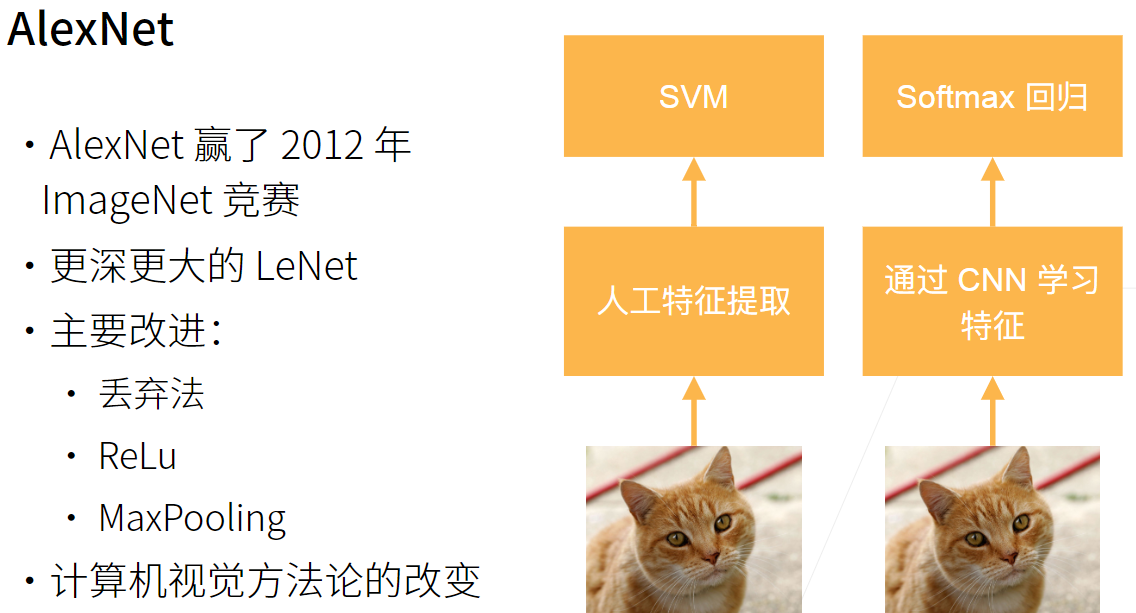 AlexNet
• AlexNet 赢了 2012 年
ImageNet 竞赛
• 更深更大的 LeNet
• 主要改进：
• 丢弃法
• ReLu
• MaxPooling
• 计算机视觉方法论的改变
SVM
人工特征提取
Softmax 回归
通过 CNN 学习
特征